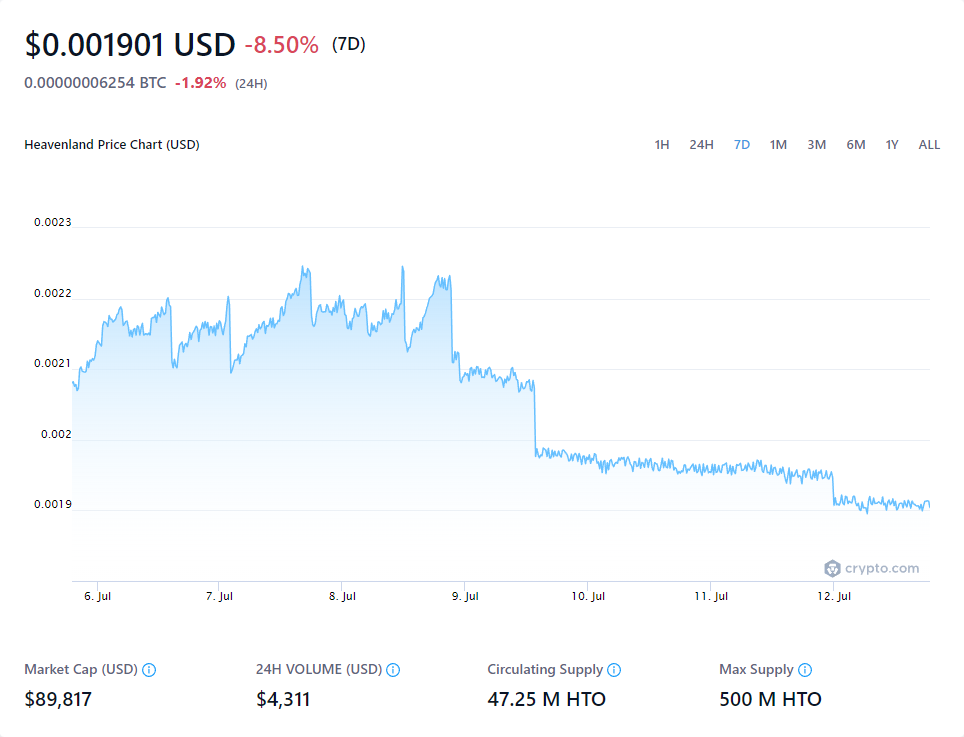 $0.001901 USD -8.50% (7D)
0.00000006254 BTC -1.92% (24H)
Heavenland Price Chart (USD) 1H 24H 7D 1M 3M 6M 1Y ALL
0.0023
0.0022
0.0021
0.002
0.0019
crypto.com
6. Jul 7. Jul 8. Jul 9. Jul 10. Jul 11. Jul 12. Jul
Market Cap (USD) 24H VOLUME (USD) Circulating Supply Max Supply
$89,817 $4,311 47.25 M HTO 500 M HTO